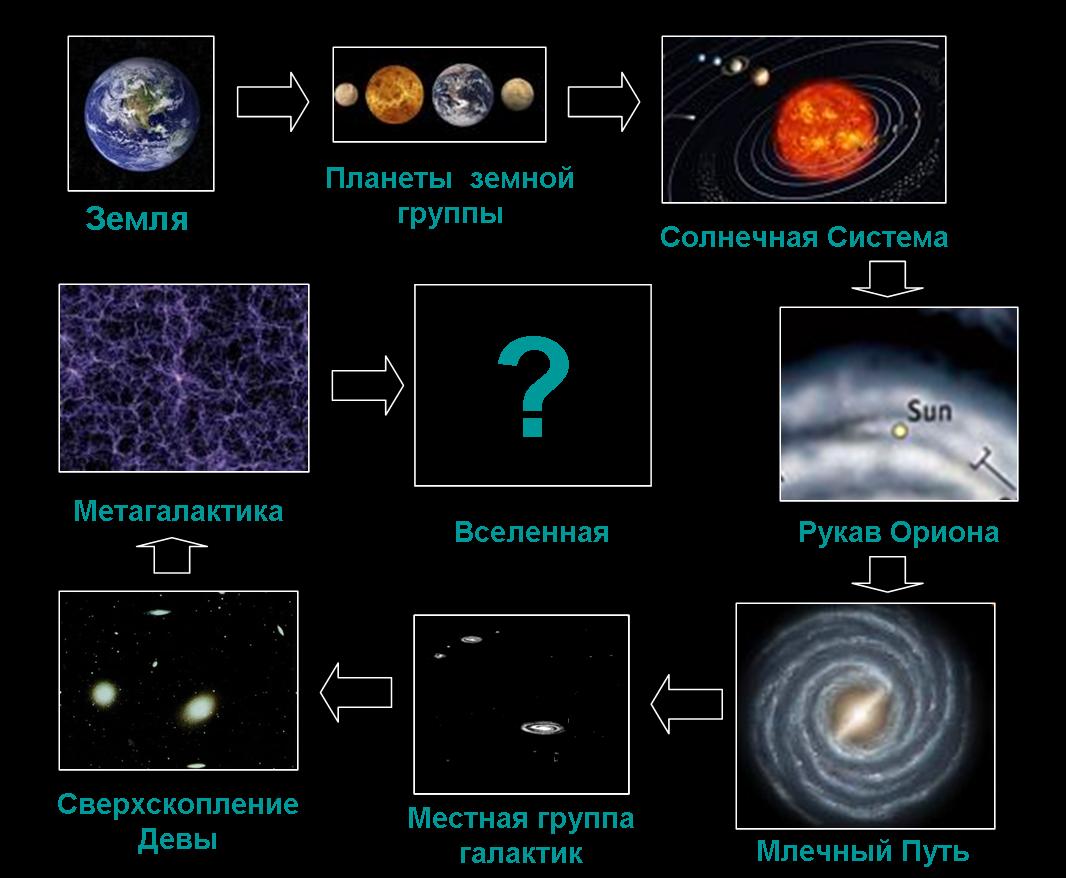 Земля
Планеты земной
группы
Солнечная Система
Sun
Рукав Ориона
Млечный Путь
Местная группа
галактик
Сверхскопление
Девы
Метагалактика
?
Вселенная